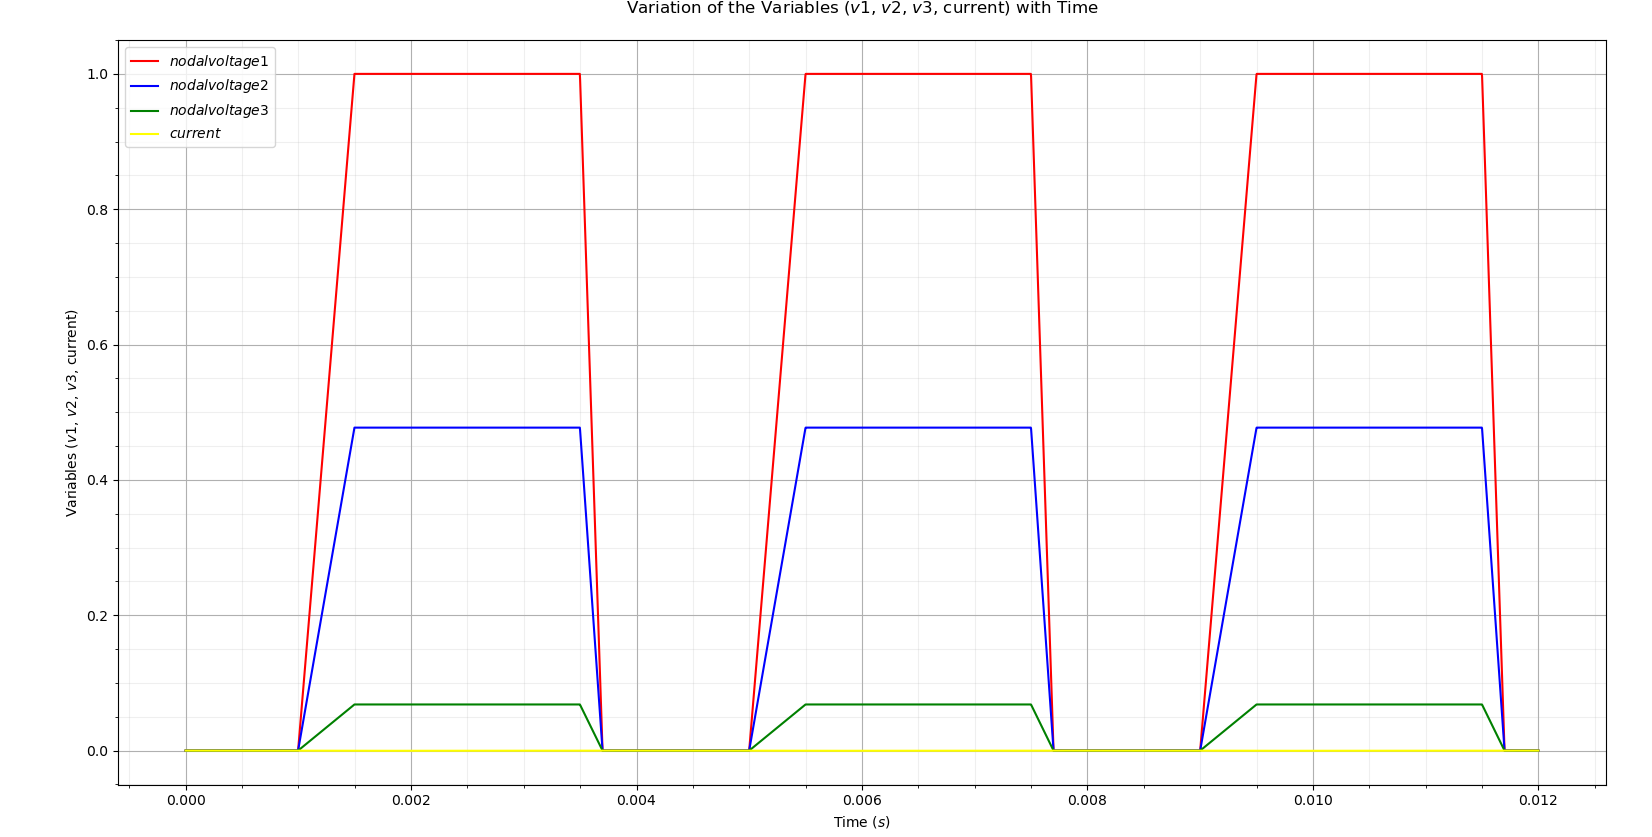 Variation of the Variables (v1, v2, v3, current) with Time
nodalvoltage1
nodalvoltage2
nodalvoltage3
current
1.0
0.8
0.6
0.4
0.2
0.0
Variables (v1, v2, v3, current)
0.000 0.002 0.004 0.006 0.008 0.010 0.012
Time (s)